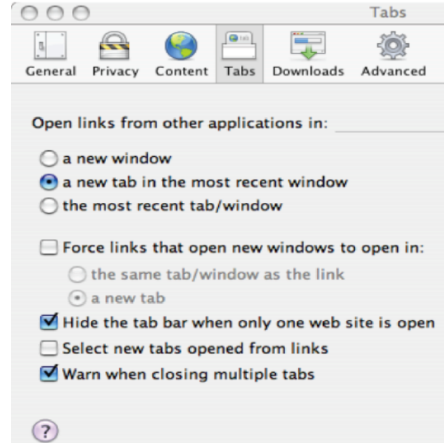 Tabs
General Privacy Content Tabs Downloads Advanced
Open links from other applications in:
a new window
a new tab in the most recent window
the most recent tab/window
Force links that open new windows to open in:
the same tab/window as the link
a new tab
Hide the tab bar when only one web site is open
Select new tabs opened from links
Warn when closing multiple tabs
?